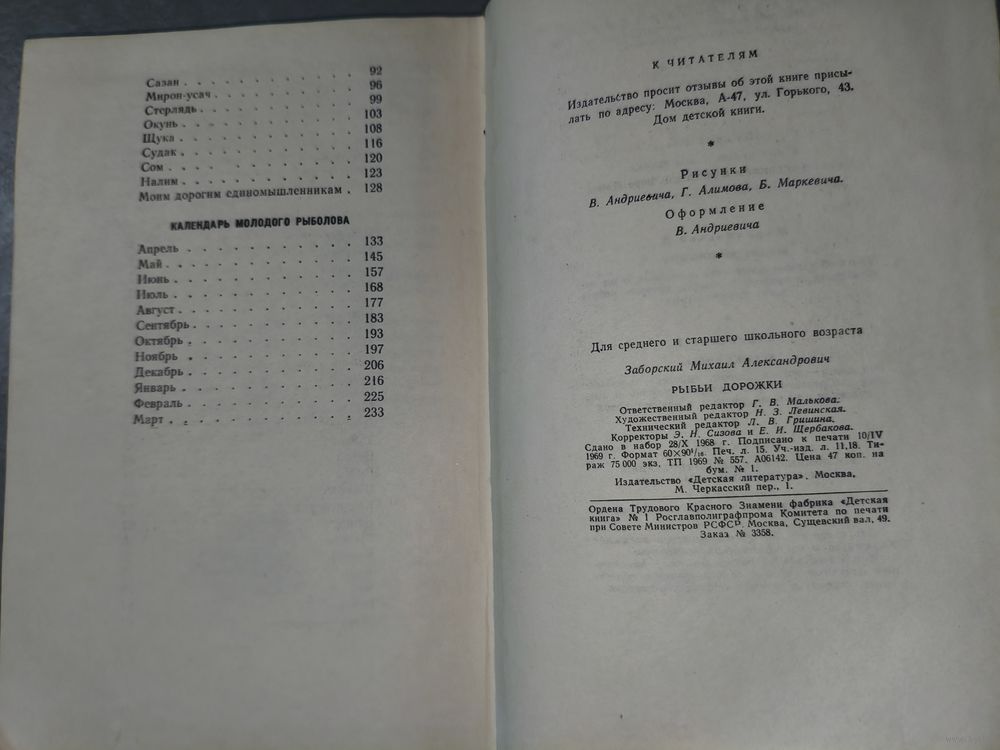 Сазан . . . . . . . . . . . . 92
Мирон-усач . . . . . . . . . . 96
Стерлядь . . . . . . . . . . . 99
Окунь . . . . . . . . . . . . 103
Щука . . . . . . . . . . . . 108
Судак . . . . . . . . . . . . 116
Сом . . . . . . . . . . . . . 120
Налим . . . . . . . . . . . . 123
Моим дорогим единомышленникам . 128
КАЛЕНДАРЬ МОЛОДОГО РЫБОЛОВА
Апрель . . . . . . . . . . . . 133
Май . . . . . . . . . . . . . 145
Июнь . . . . . . . . . . . . 157
Июль . . . . . . . . . . . . 168
Август . . . . . . . . . . . . 177
Сентябрь . . . . . . . . . . . 183
Октябрь . . . . . . . . . . . 193
Ноябрь . . . . . . . . . . . 197
Декабрь . . . . . . . . . . . 206
Январь . . . . . . . . . . . . 216
Февраль . . . . . . . . . . . 225
Март . . . . . . . . . . . . . 233
К ЧИТАТЕЛЯМ
Издательство просит отзывы об этой книге присы-
лать по адресу: Москва, А-47, ул. Горького, 43.
Дом детской книги.
*
Рисунки
В. Андриевича, Г. Алимова, Б. Маркевича.
Оформление
В. Андриевича
*
Для среднего и старшего школьного возраста
Заборский Михаил Александрович
РЫБЬИ ДОРОЖКИ
Ответственный редактор Г. В. Малькова.
Художественный редактор Н. З. Левинская.
Технический редактор Л. В. Гришина.
Корректоры Э. Н. Сизова и Е. И. Щербакова.
Сдано в набор 28/X 1968 г. Подписано к печати 10/IV
1969 г. Формат 60×90¹/₁₆. Печ. л. 15. Уч.-изд. л. 11,18. Ти-
раж 75 000 экз. ТП 1969 № 557. А06142. Цена 47 коп. на
бум. № 1.
Издательство «Детская литература». Москва,
М. Черкасский пер., 1.
Ордена Трудового Красного Знамени фабрика «Детская
книга» № 1 Росглавполиграфпрома Комитета по печати
при Совете Министров РСФСР. Москва, Сущевский вал, 49.
Заказ № 3358.